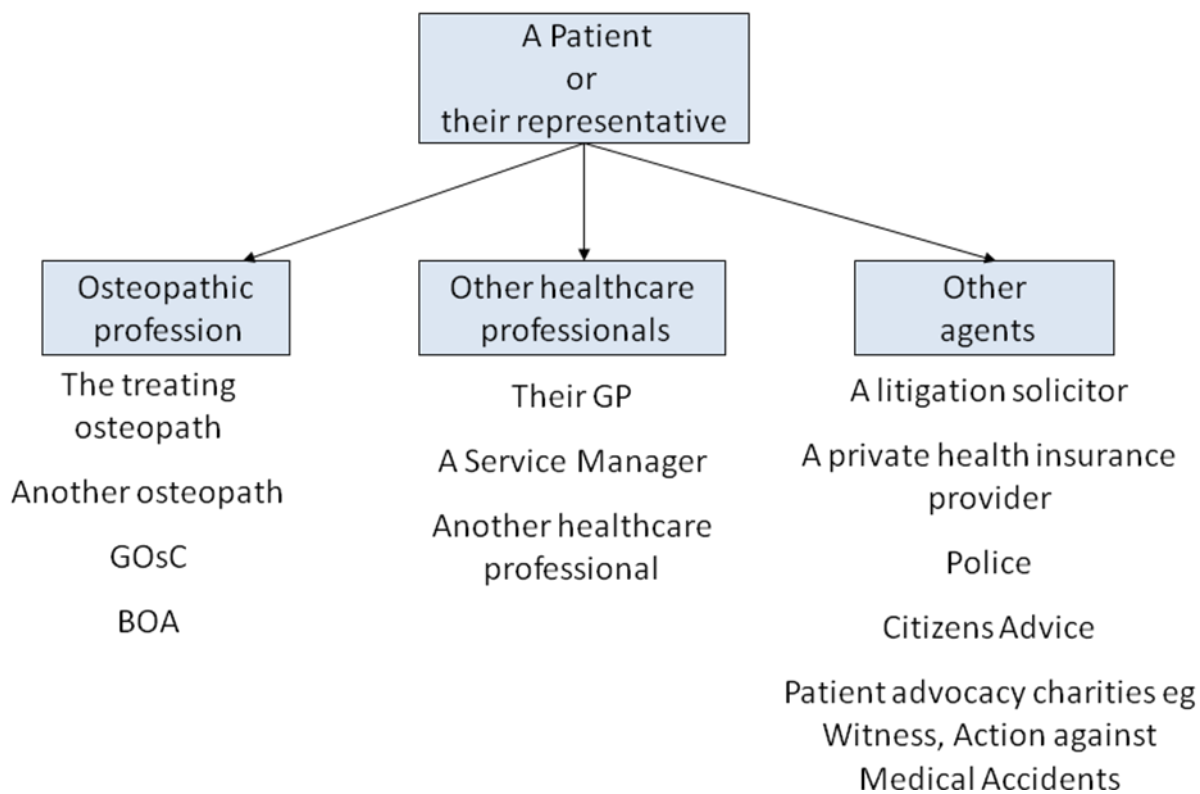 A Patient
or
their representative
Osteopathic
profession
The treating
osteopath
Another osteopath
GOsC
BOA
Other healthcare
professionals
Their GP
A Service Manager
Another healthcare
professional
Other
agents
A litigation solicitor
A private health insurance
provider
Police
Citizens Advice
Patient advocacy charities eg
Witness, Action against
Medical Accidents